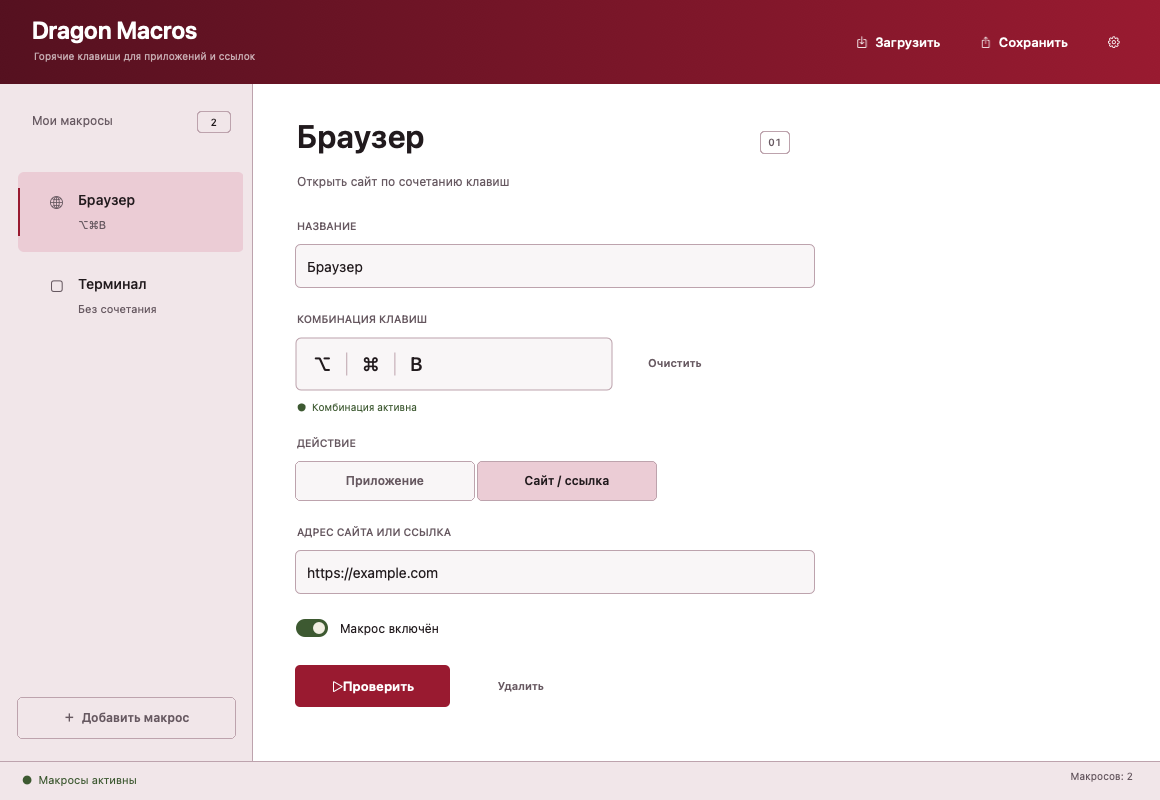 Dragon Macros
Горячие клавиши для приложений и ссылок
Загрузить
Сохранить
Мои макросы
2
Браузер
⌥⌘B
Терминал
Без сочетания
+ Добавить макрос
Браузер
01
Открыть сайт по сочетанию клавиш
НАЗВАНИЕ
Браузер
КОМБИНАЦИЯ КЛАВИШ
⌥ ⌘ B
Очистить
Комбинация активна
ДЕЙСТВИЕ
Приложение
Сайт / ссылка
АДРЕС САЙТА ИЛИ ССЫЛКА
https://example.com
Макрос включён
Проверить
Удалить
Макросы активны
Макросов: 2